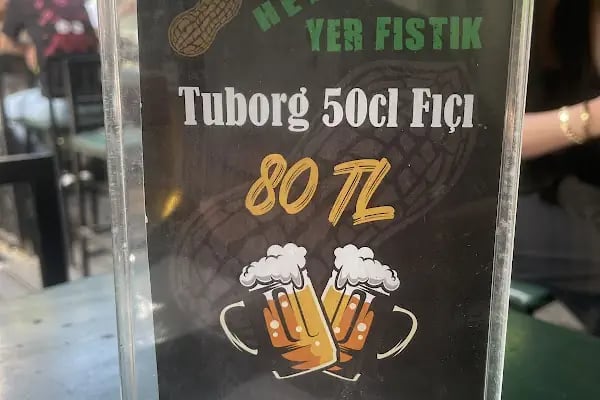 YER FISTIK
Tuborg 50cl Fıçı
80 TL